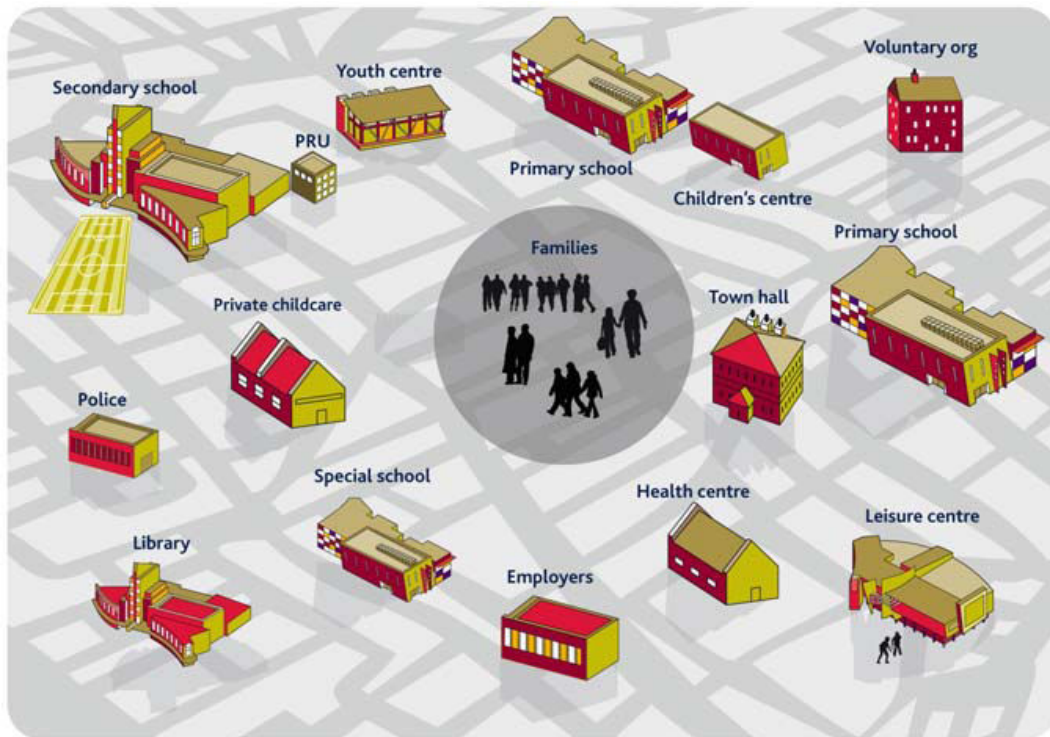 Voluntary org
Youth centre
Secondary school
PRU
Primary school
Children's centre
Primary school
Families
Town hall
Private childcare
Police
Special school
Health centre
Leisure centre
Library
Employers